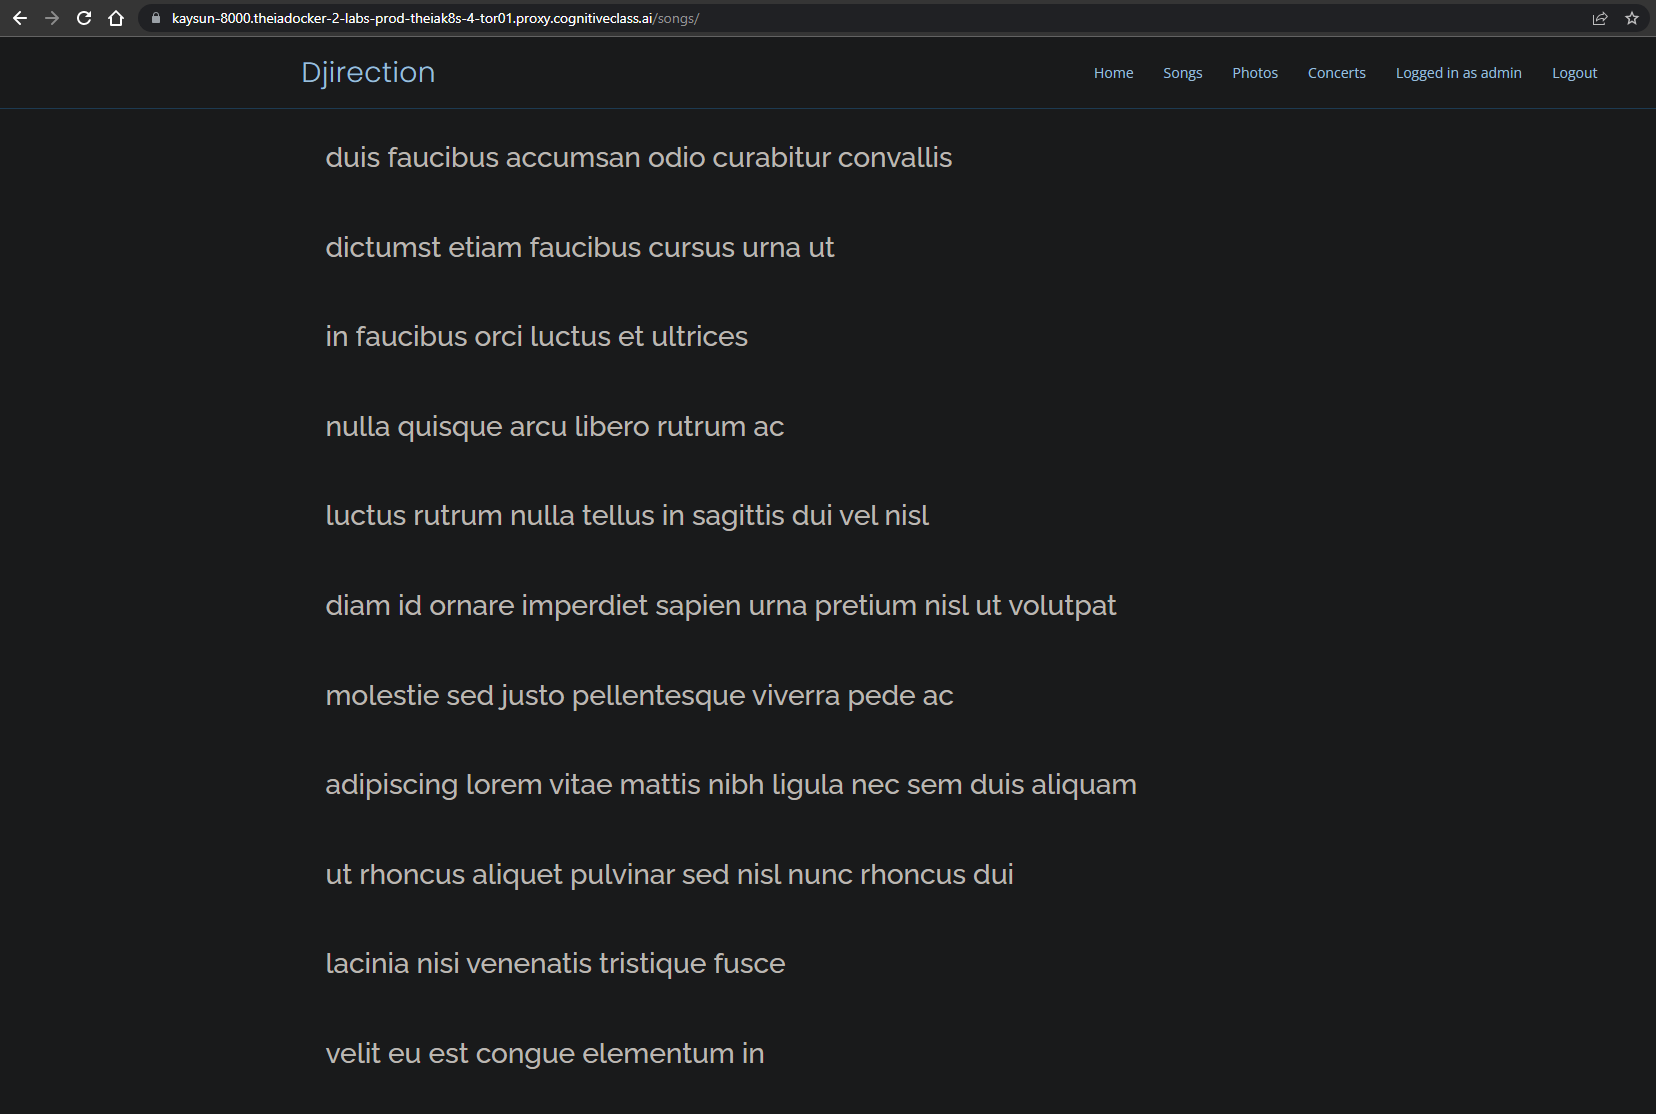 kaysun-8000.theiadocker-2-labs-prod-theiak8s-4-tor01.proxy.cognitiveclass.ai/songs/
Djirection Home Songs Photos Concerts Logged in as admin Logout
duis faucibus accumsan odio curabitur convallis
dictumst etiam faucibus cursus urna ut
in faucibus orci luctus et ultrices
nulla quisque arcu libero rutrum ac
luctus rutrum nulla tellus in sagittis dui vel nisl
diam id ornare imperdiet sapien urna pretium nisl ut volutpat
molestie sed justo pellentesque viverra pede ac
adipiscing lorem vitae mattis nibh ligula nec sem duis aliquam
ut rhoncus aliquet pulvinar sed nisl nunc rhoncus dui
lacinia nisi venenatis tristique fusce
velit eu est congue elementum in